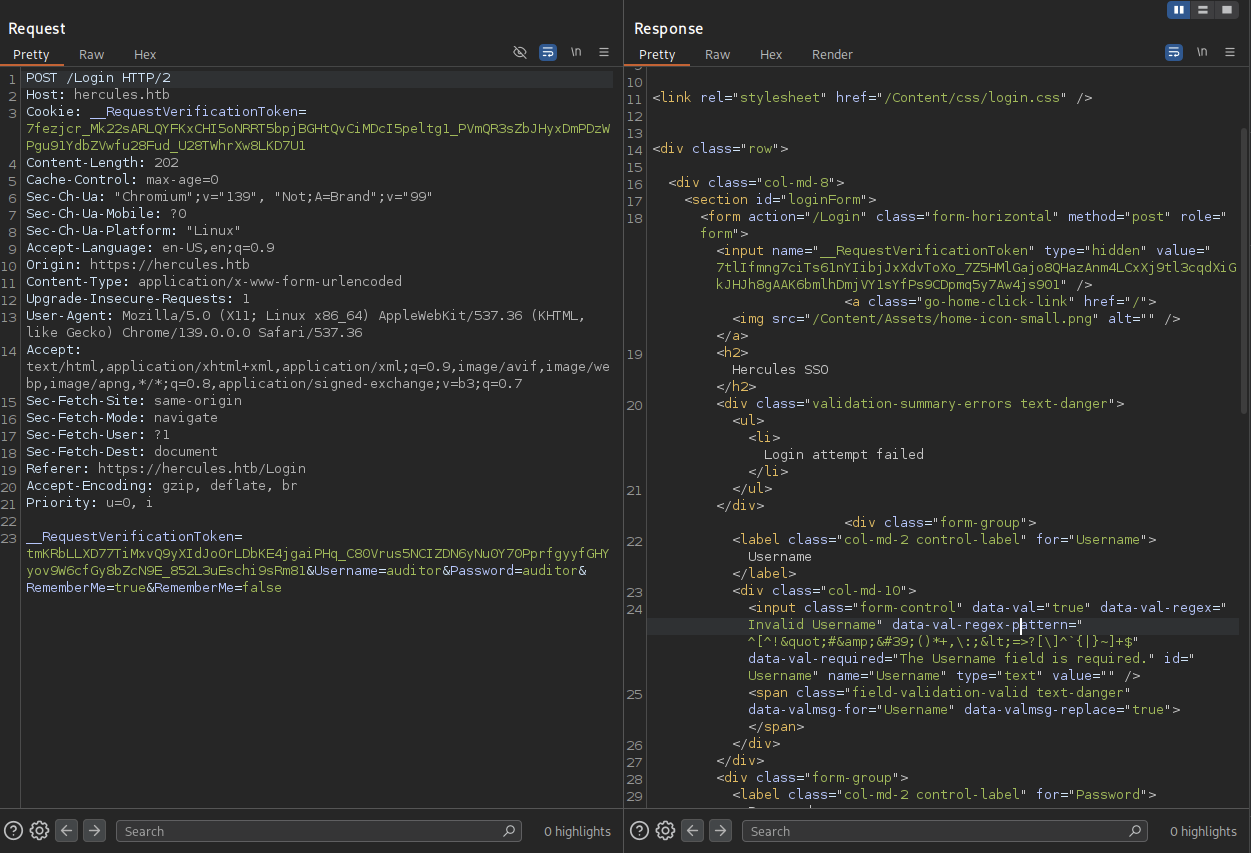 Request
Pretty Raw Hex
\n
1 POST /Login HTTP/2
2 Host: hercules.htb
3 Cookie: __RequestVerificationToken=
7fezjcr_Mk22sARLQYFKxCHI5oNRRT5bpjBGHtQvCiMDcI5peltg1_PVmQR3sZbJHyxDmPDzW
Pgu91YdbZVwfu28Fud_U28TWhrXw8LKD7U1
4 Content-Length: 202
5 Cache-Control: max-age=0
6 Sec-Ch-Ua: "Chromium";v="139", "Not;A=Brand";v="99"
7 Sec-Ch-Ua-Mobile: ?0
8 Sec-Ch-Ua-Platform: "Linux"
9 Accept-Language: en-US,en;q=0.9
10 Origin: https://hercules.htb
11 Content-Type: application/x-www-form-urlencoded
12 Upgrade-Insecure-Requests: 1
13 User-Agent: Mozilla/5.0 (X11; Linux x86_64) AppleWebKit/537.36 (KHTML,
like Gecko) Chrome/139.0.0.0 Safari/537.36
14 Accept:
text/html,application/xhtml+xml,application/xml;q=0.9,image/avif,image/we
bp,image/apng,*/*;q=0.8,application/signed-exchange;v=b3;q=0.7
15 Sec-Fetch-Site: same-origin
16 Sec-Fetch-Mode: navigate
17 Sec-Fetch-User: ?1
18 Sec-Fetch-Dest: document
19 Referer: https://hercules.htb/Login
20 Accept-Encoding: gzip, deflate, br
21 Priority: u=0, i
22
23 __RequestVerificationToken=
tmKRbLLXD77TiMxvQ9yXIdJoOrLDbKE4jgaiPHq_C8OVrus5NCIZDN6yNuOY7OPprfgyyfGHY
yov9W6cfGy8bZcN9E_852L3uEschi9sRm81&Username=auditor&Password=auditor&
RememberMe=true&RememberMe=false
Search
0 highlights
Response
Pretty Raw Hex Render
\n
9
10
11 <link rel="stylesheet" href="/Content/css/login.css" />
12
13
14 <div class="row">
15
16 <div class="col-md-8">
17 <section id="loginForm">
18 <form action="/Login" class="form-horizontal" method="post" role="
form">
<input name="__RequestVerificationToken" type="hidden" value="
7tlIfmng7ciTs61nYIibjJxXdvToXo_7Z5HMlGajo8QHazAnm4LCxXj9tl3cqdXiG
kJHJh8gAAK6bmlhDmjVY1sYfPs9CDpmq5y7Aw4js901" />
<a class="go-home-click-link" href="/">
<img src="/Content/Assets/home-icon-small.png" alt="" />
</a>
19 <h2>
Hercules SSO
</h2>
20 <div class="validation-summary-errors text-danger">
<ul>
<li>
Login attempt failed
</li>
21 </ul>
</div>
<div class="form-group">
22 <label class="col-md-2 control-label" for="Username">
Username
</label>
23 <div class="col-md-10">
24 <input class="form-control" data-val="true" data-val-regex="
Invalid Username" data-val-regex-pattern="
^[^!&quot;#&amp;&#39;()*+,\:;&lt;=>?[\]^`{|}~]+$"
data-val-required="The Username field is required." id="
Username" name="Username" type="text" value="" />
25 <span class="field-validation-valid text-danger"
data-valmsg-for="Username" data-valmsg-replace="true">
</span>
26 </div>
27 </div>
28 <div class="form-group">
29 <label class="col-md-2 control-label" for="Password">
Search
0 highlights